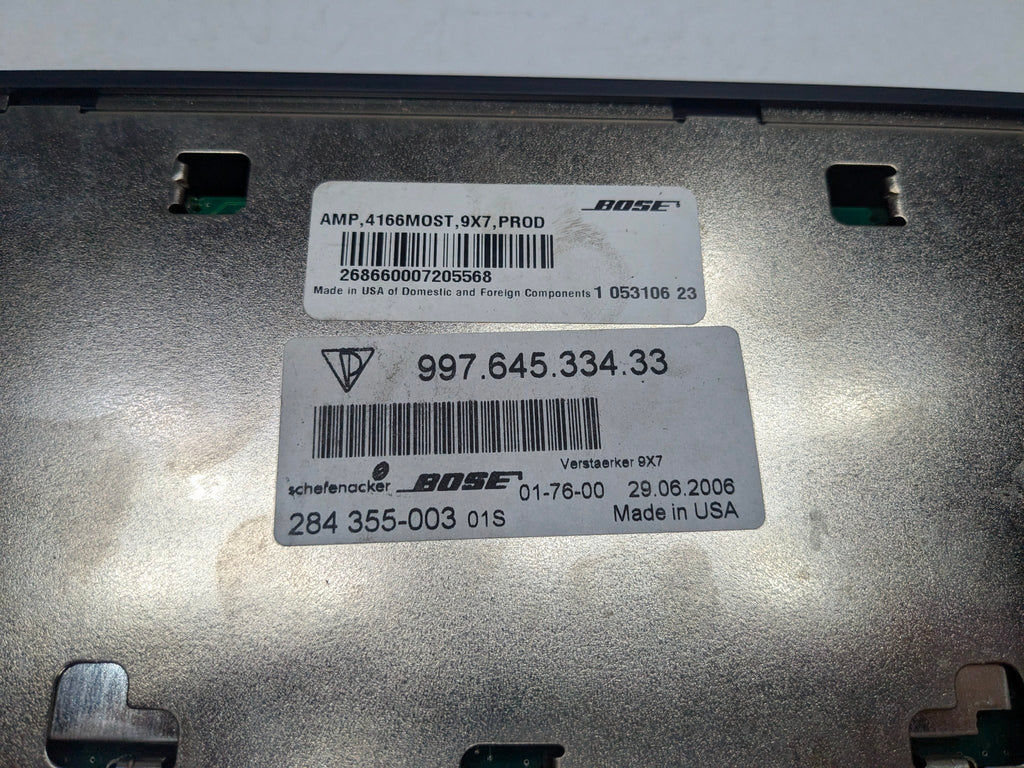 BOSE
AMP,4166MOST,9X7,PROD
268660007205568
Made in USA of Domestic and Foreign Components 1 053106 23
997.645.334.33
Verstaerker 9X7
schefenacker BOSE 01-76-00 29.06.2006
284 355-003 01S Made in USA